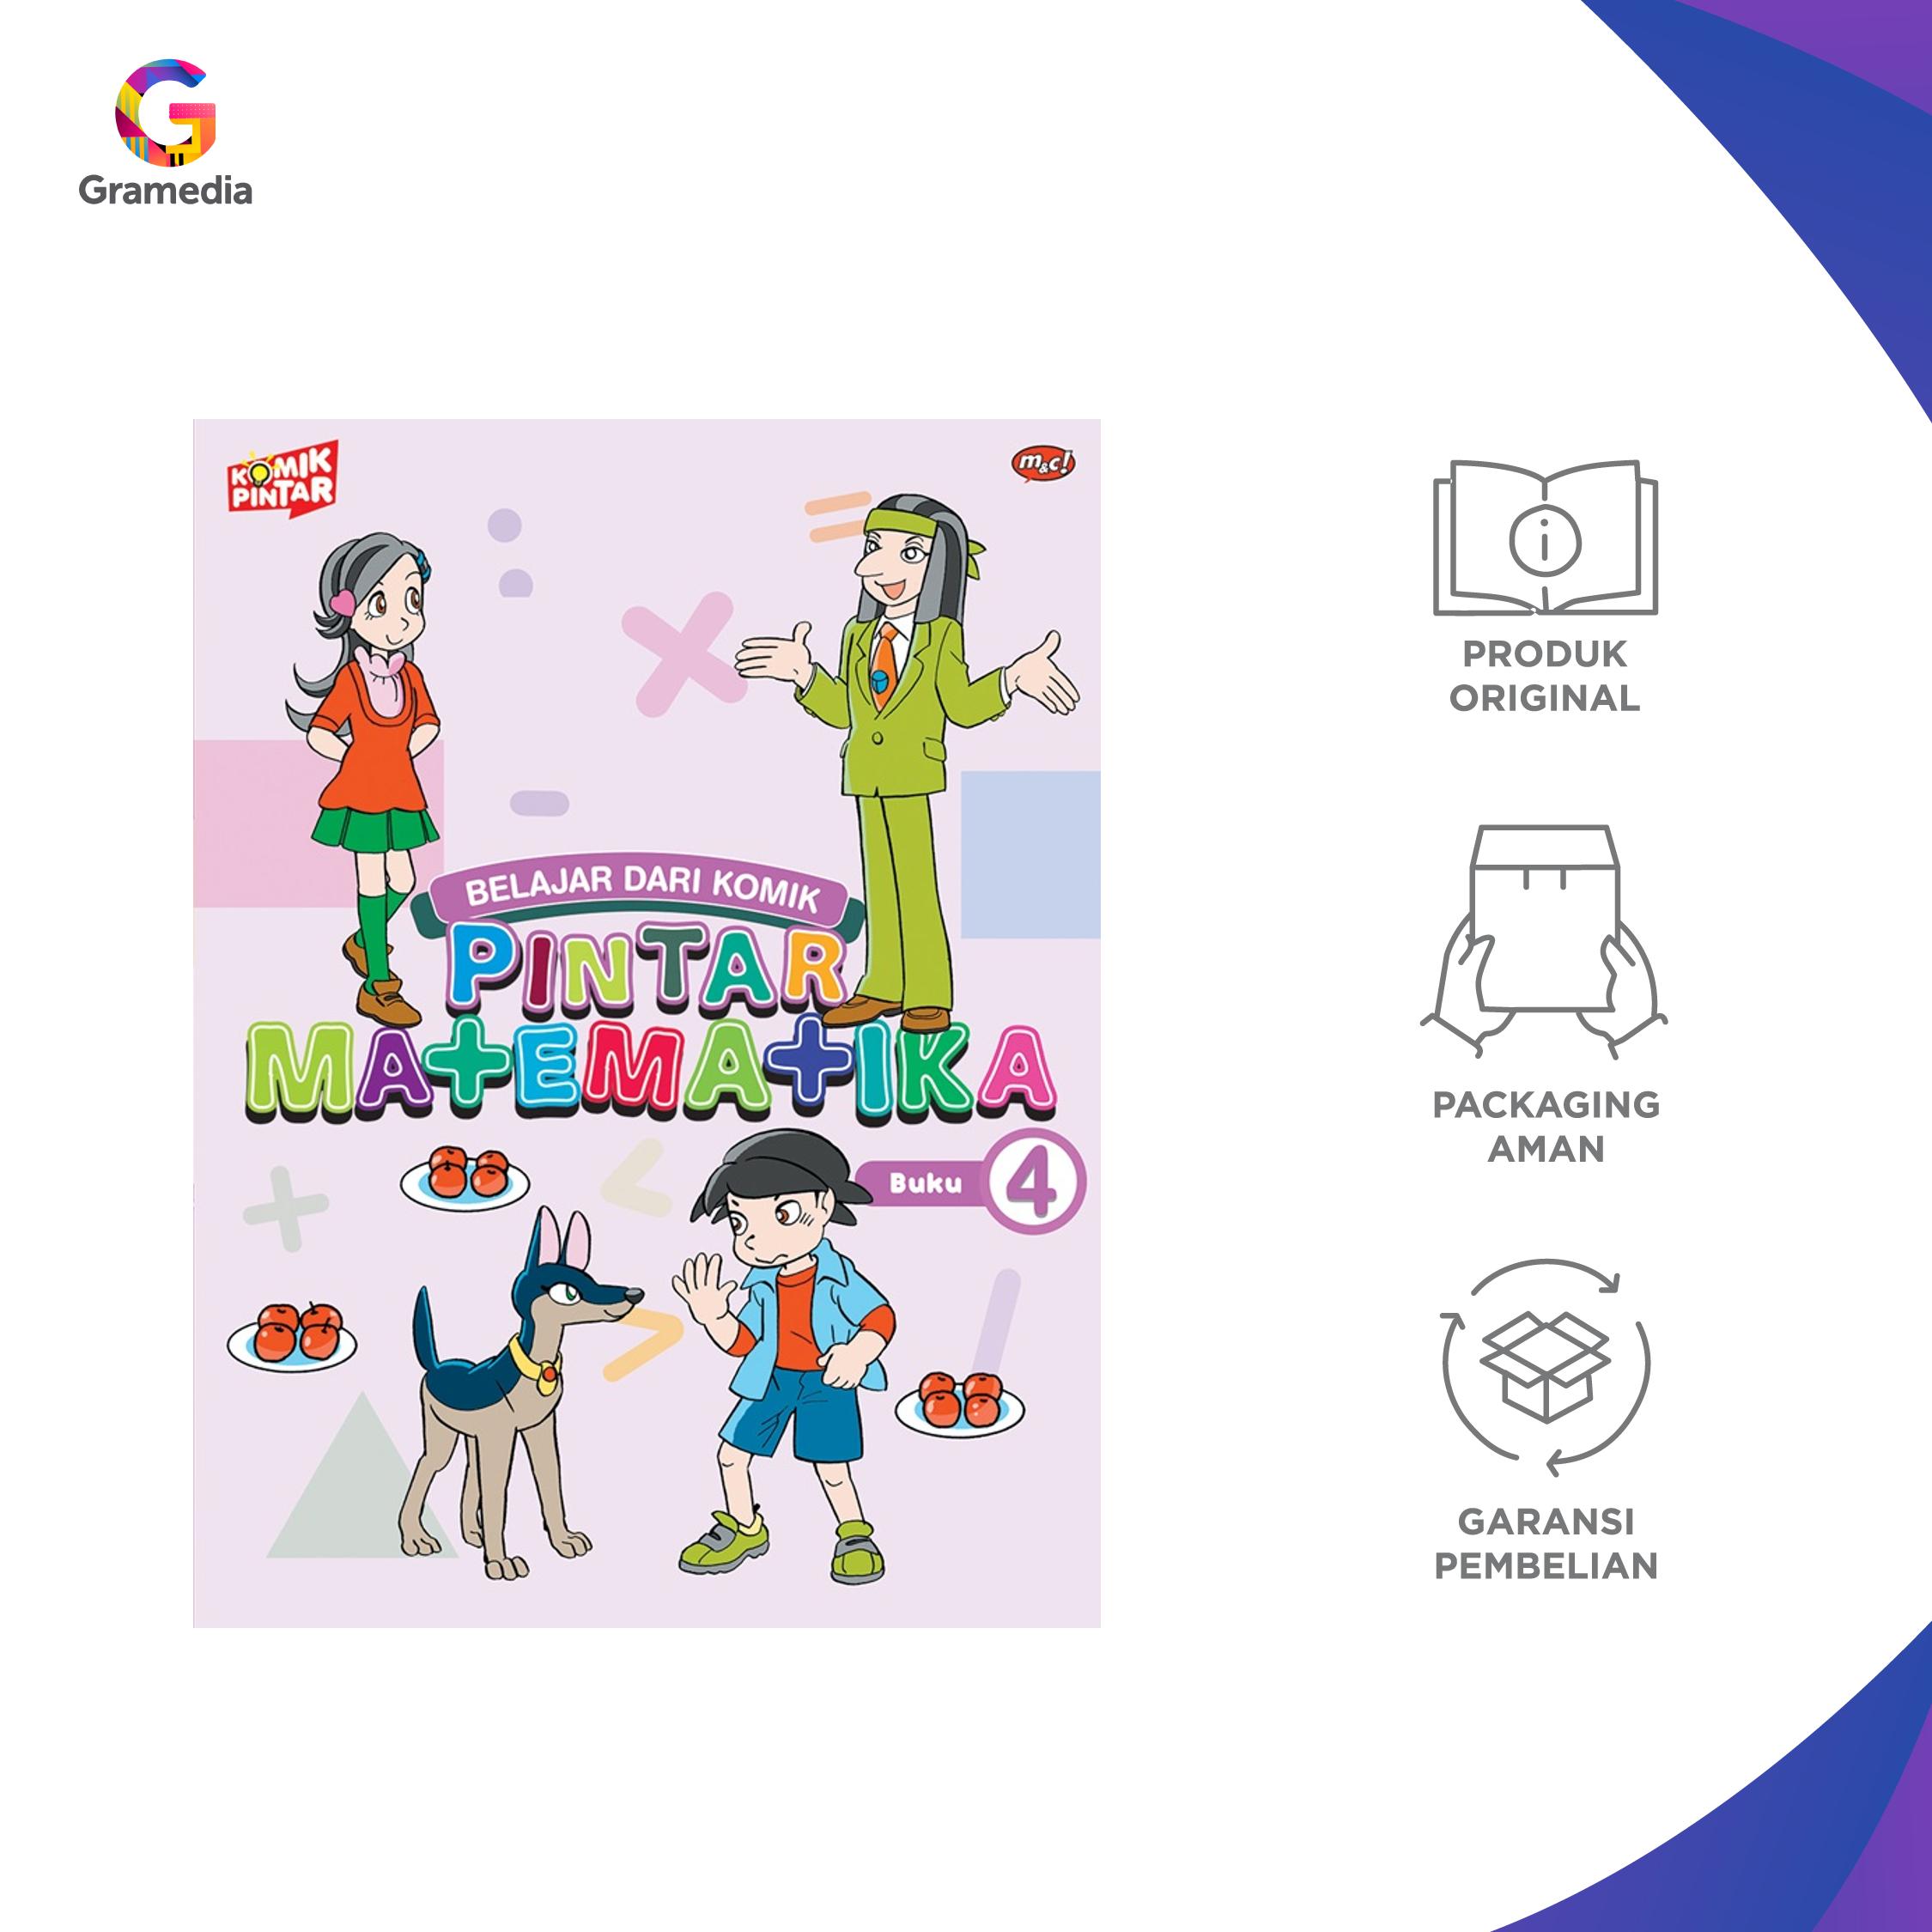 Gramedia
KOMIK
PINTAR
m&c!
BELAJAR DARI KOMIK
PINTAR
MATEMATIKA
Buku 4
PRODUK
ORIGINAL
PACKAGING
AMAN
GARANSI
PEMBELIAN